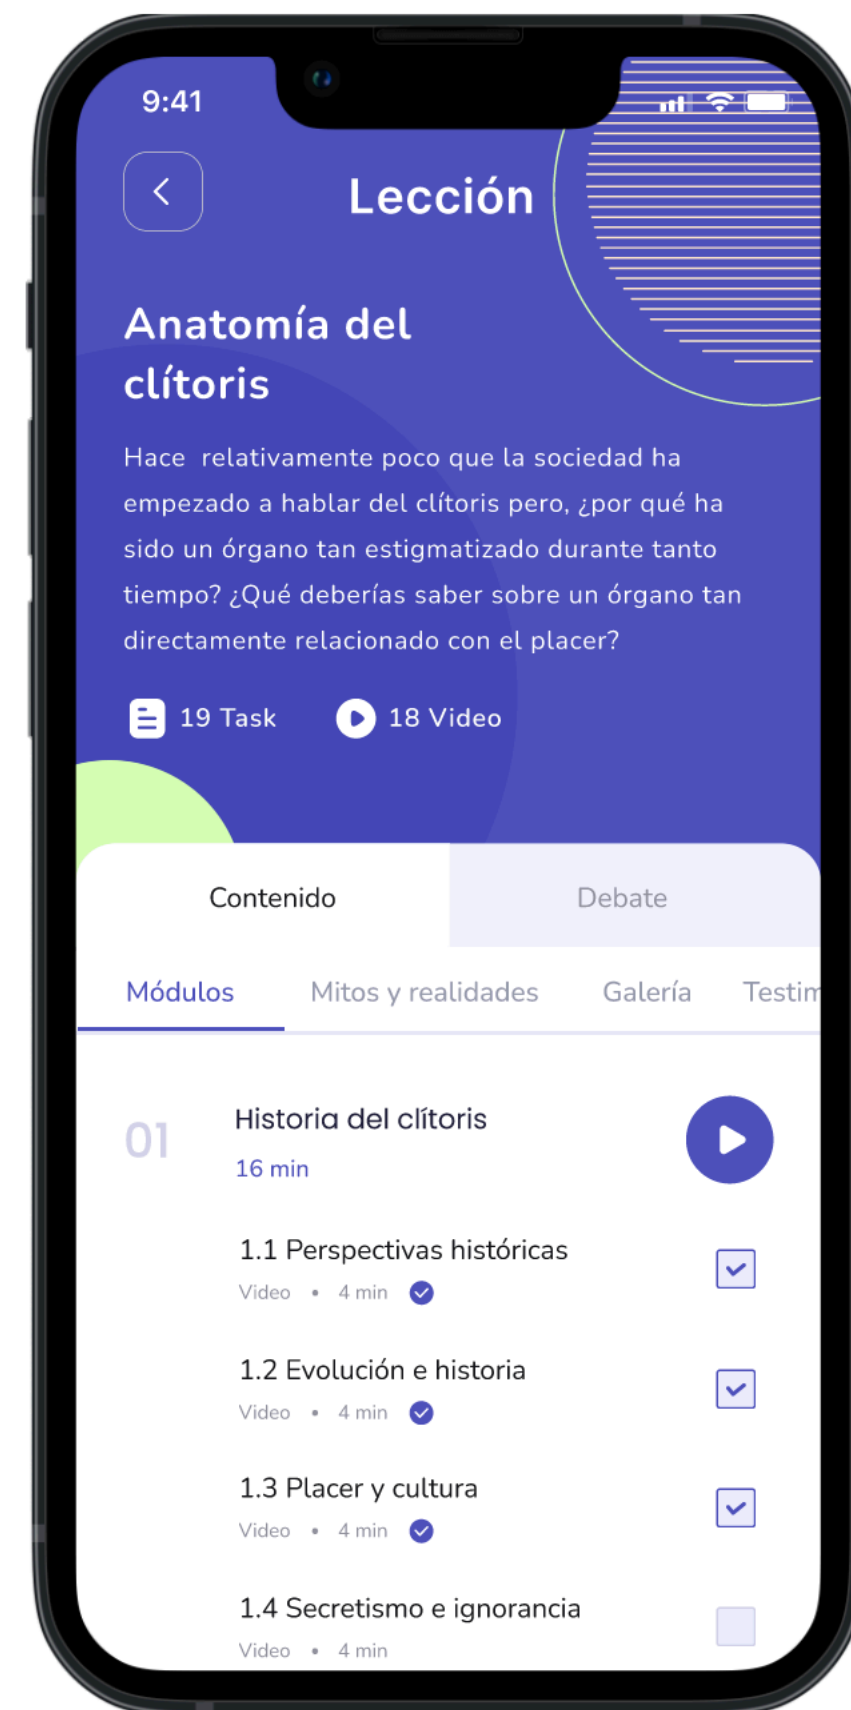 9:41
Lección
Anatomía del
clítoris
Hace relativamente poco que la sociedad ha
empezado a hablar del clítoris pero, ¿por qué ha
sido un órgano tan estigmatizado durante tanto
tiempo? ¿Qué deberías saber sobre un órgano tan
directamente relacionado con el placer?
19 Task 18 Video
Contenido Debate
Módulos Mitos y realidades Galería Testim
01 Historia del clítoris
16 min
1.1 Perspectivas históricas
Video • 4 min
1.2 Evolución e historia
Video • 4 min
1.3 Placer y cultura
Video • 4 min
1.4 Secretismo e ignorancia
Video • 4 min